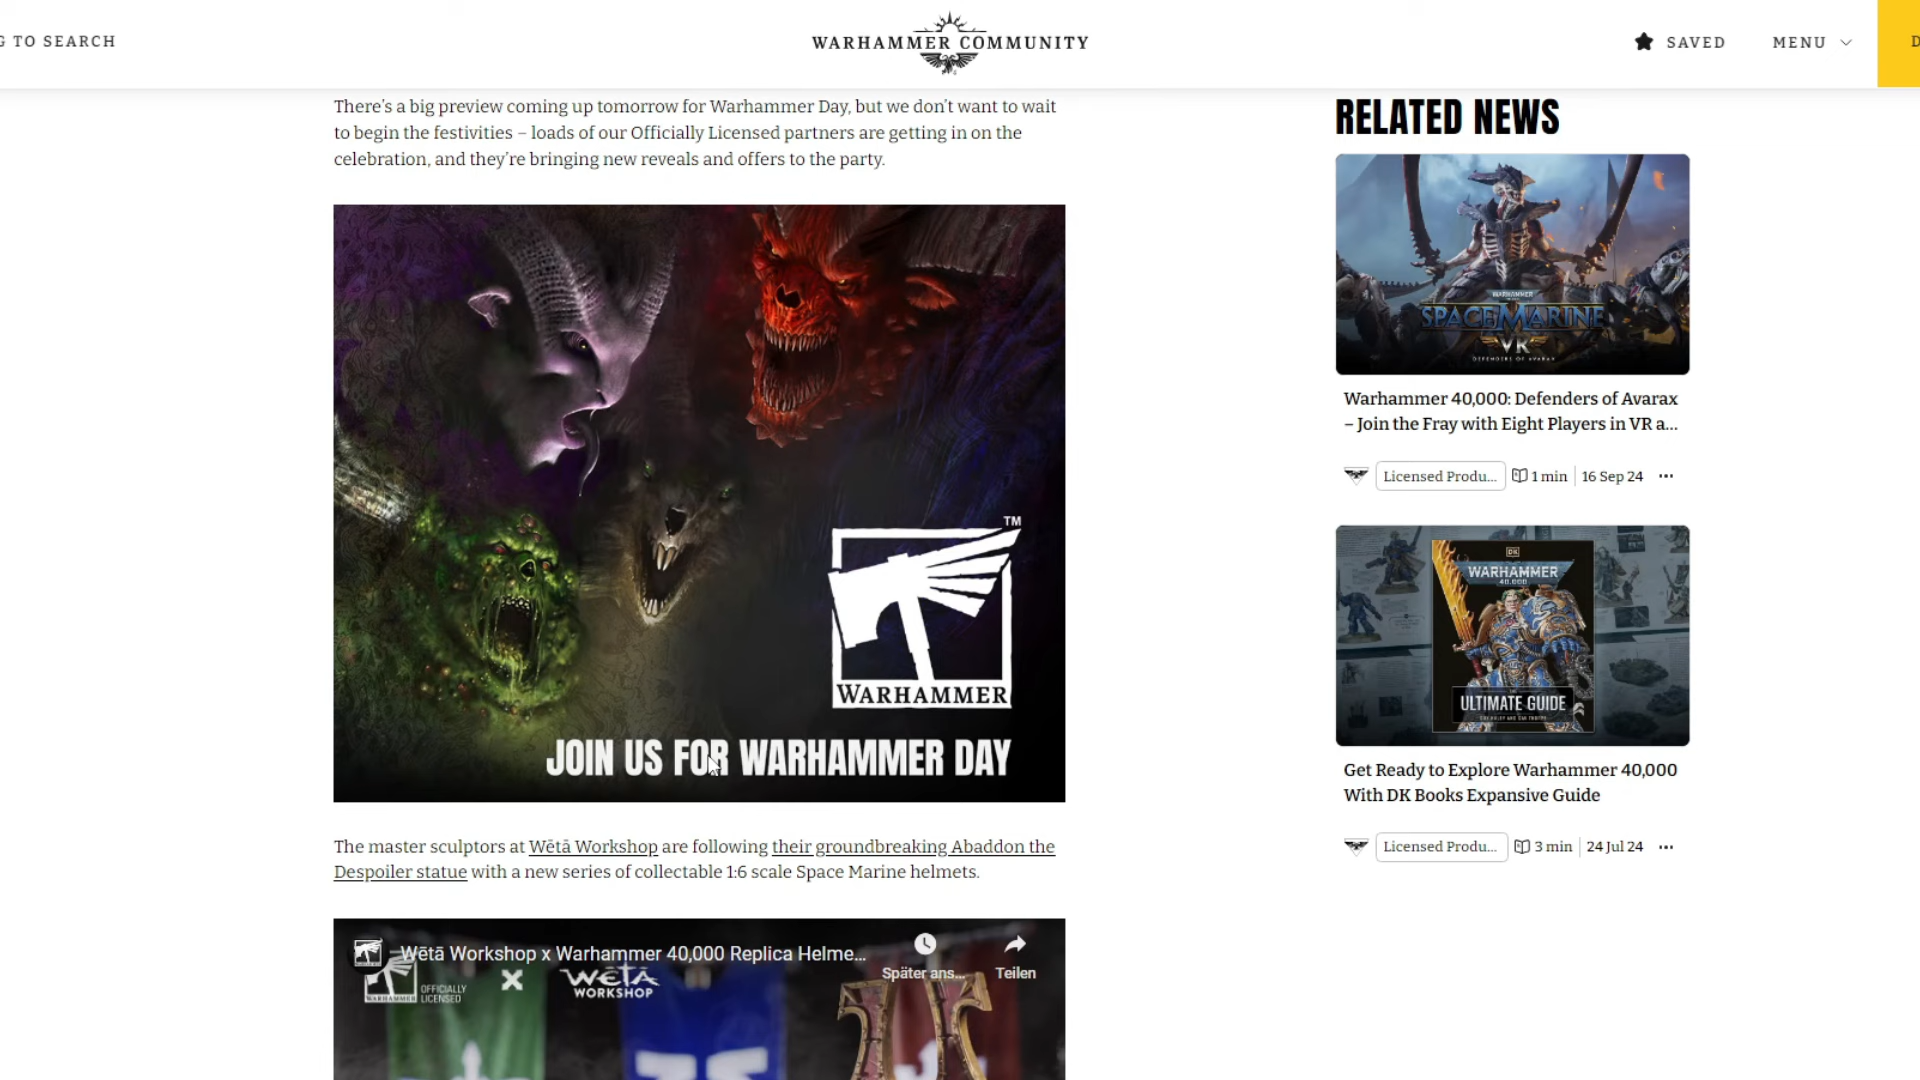 G TO SEARCH
WARHAMMER COMMUNITY
SAVED
MENU
There's a big preview coming up tomorrow for Warhammer Day, but we don't want to wait
to begin the festivities – loads of our Officially Licensed partners are getting in on the
celebration, and they're bringing new reveals and offers to the party.
TM
WARHAMMER
JOIN US FOR WARHAMMER DAY
The master sculptors at Wētā Workshop are following their groundbreaking Abaddon the
Despoiler statue with a new series of collectable 1:6 scale Space Marine helmets.
Wētā Workshop x Warhammer 40,000 Replica Helme...
Später ans...
Teilen
WARHAMMER
OFFICIALLY
LICENSED
X
WĒTĀ
WORKSHOP
RELATED NEWS
WARHAMMER
SPACE MARINE
VR
DEFENDERS OF AVARAX
Warhammer 40,000: Defenders of Avarax
– Join the Fray with Eight Players in VR a...
Licensed Produ...
1 min
16 Sep 24
DK
WARHAMMER
40,000
ULTIMATE GUIDE
Get Ready to Explore Warhammer 40,000
With DK Books Expansive Guide
Licensed Produ...
3 min
24 Jul 24